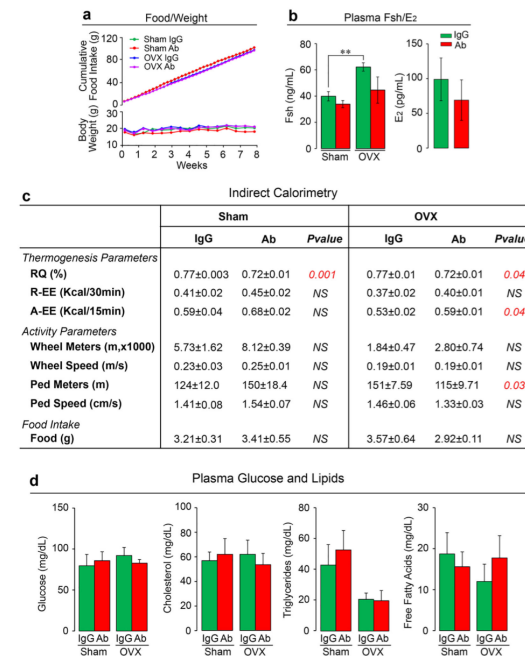 a Food/Weight
Cumulative
Food Intake (g)
120
100
80
60
40
20
0
Sham IgG
Sham Ab
OVX IgG
OVX Ab
Body
Weight (g)
40
30
20
10
0 1 2 3 4 5 6 7 8
Weeks
b Plasma Fsh/E2
IgG
Ab
Fsh (ng/mL)
80
60
40
20
0
**
Sham OVX
E2 (pg/mL)
150
100
50
0
c Indirect Calorimetry
Sham OVX
IgG Ab Pvalue IgG Ab Pvalue
Thermogenesis Parameters
RQ (%) 0.77±0.003 0.72±0.01 0.001 0.77±0.01 0.72±0.01 0.04
R-EE (Kcal/30min) 0.41±0.02 0.45±0.02 NS 0.37±0.02 0.40±0.01 NS
A-EE (Kcal/15min) 0.59±0.04 0.68±0.02 NS 0.53±0.02 0.59±0.01 0.04
Activity Parameters
Wheel Meters (m,x1000) 5.73±1.62 8.12±0.39 NS 1.84±0.47 2.80±0.74 NS
Wheel Speed (m/s) 0.23±0.03 0.25±0.01 NS 0.19±0.01 0.19±0.01 NS
Ped Meters (m) 124±12.0 150±18.4 NS 151±7.59 115±9.71 0.03
Ped Speed (cm/s) 1.41±0.08 1.54±0.07 NS 1.46±0.06 1.33±0.03 NS
Food Intake
Food (g) 3.21±0.31 3.41±0.55 NS 3.57±0.64 2.92±0.11 NS
d Plasma Glucose and Lipids
Glucose (mg/dL)
150
100
50
0
IgG Ab IgG Ab
Sham OVX
Cholesterol (mg/dL)
100
50
0
IgG Ab IgG Ab
Sham OVX
Triglycerides (mg/dL)
80
60
40
20
0
IgG Ab IgG Ab
Sham OVX
Free Fatty Acids (mg/dL)
30
20
10
0
IgG Ab IgG Ab
Sham OVX